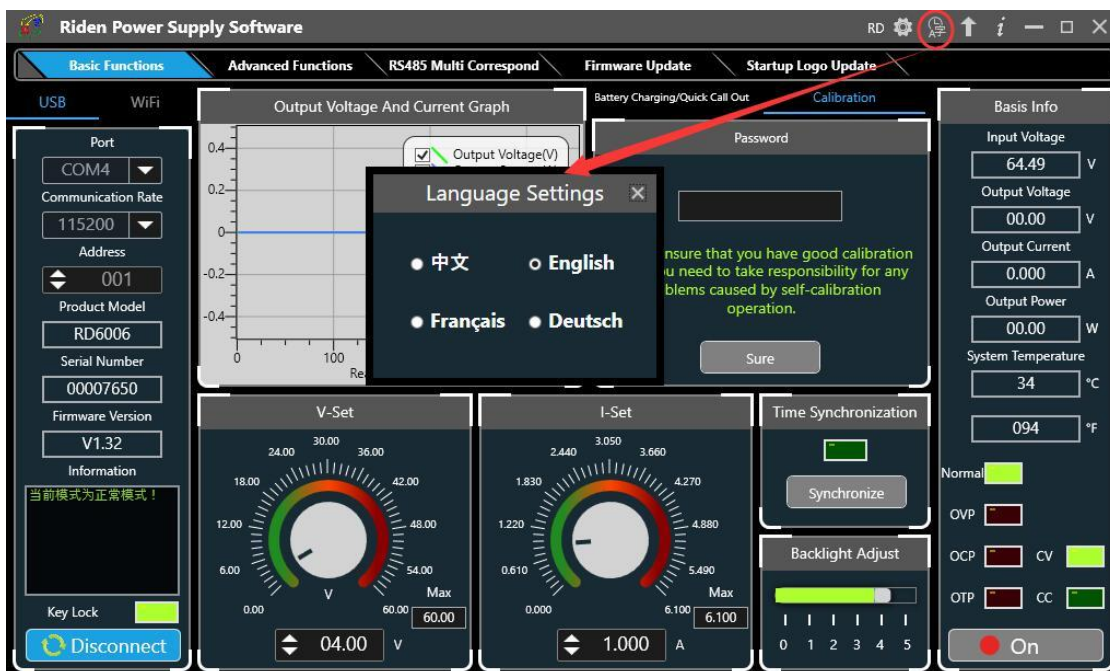 Riden Power Supply Software
RD
Basic Functions
Advanced Functions
RS485 Multi Correspond
Firmware Update
Startup Logo Update
USB
WiFi
Port
COM4
Communication Rate
115200
Address
001
Product Model
RD6006
Serial Number
00007650
Firmware Version
V1.32
Information
当前模式为正常模式！
Key Lock
Disconnect
Output Voltage And Current Graph
Output Voltage(V)
0.4
0.2
0
-0.2
-0.4
0
100
Language Settings
中文
English
Français
Deutsch
Battery Charging/Quick Call Out
Calibration
Password
that you have good calibration
need to take responsibility for any
caused by self-calibration
operation.
Sure
V-Set
0.00
6.00
12.00
18.00
24.00
30.00
36.00
42.00
48.00
54.00
60.00
V
Max
60.00
04.00 V
I-Set
0.000
0.610
1.220
1.830
2.440
3.050
3.660
4.270
4.880
5.490
6.100
A
Max
6.100
1.000 A
Time Synchronization
Synchronize
Backlight Adjust
0 1 2 3 4 5
Basis Info
Input Voltage
64.49 V
Output Voltage
00.00 V
Output Current
0.000 A
Output Power
00.00 W
System Temperature
34 °C
094 °F
Normal
OVP
OCP
CV
OTP
CC
On